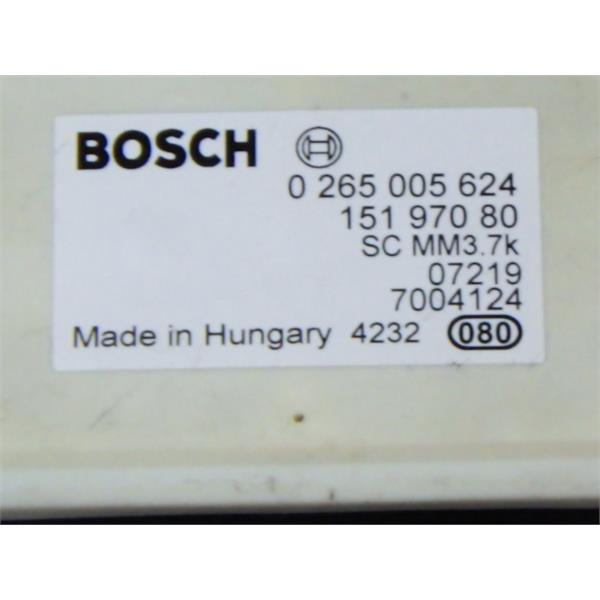 BOSCH
0 265 005 624
151 970 80
SC MM3.7k
07219
7004124
Made in Hungary 4232 080